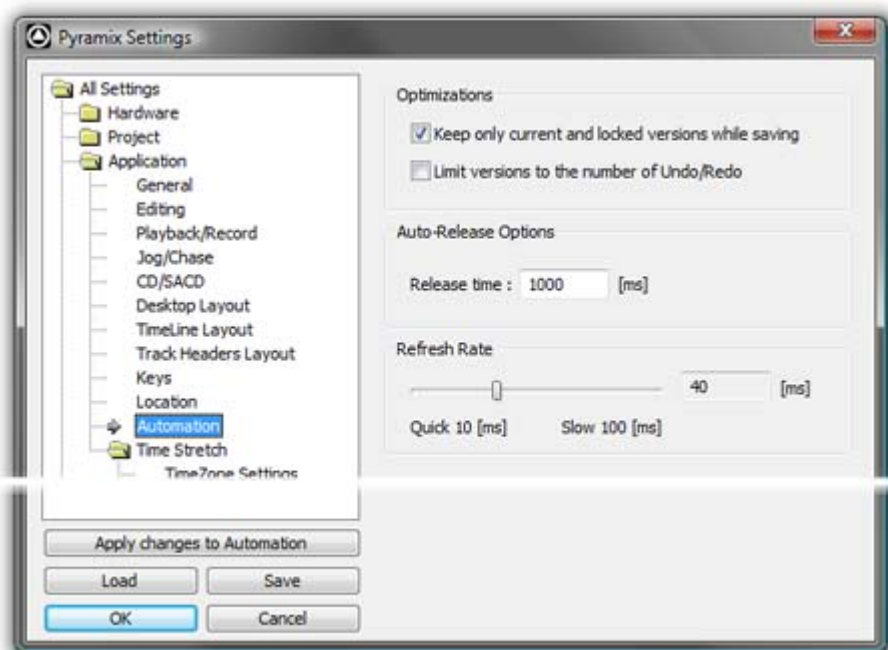 Pyramix Settings
All Settings
Hardware
Project
Application
General
Editing
Playback/Record
Jog/Chase
CD/SACD
Desktop Layout
TimeLine Layout
Track Headers Layout
Keys
Location
Automation
Time Stretch
TimeZone Settings
Apply changes to Automation
Load Save
OK Cancel
Optimizations
Keep only current and locked versions while saving
Limit versions to the number of Undo/Redo
Auto-Release Options
Release time : 1000 [ms]
Refresh Rate
40 [ms]
Quick 10 [ms] Slow 100 [ms]